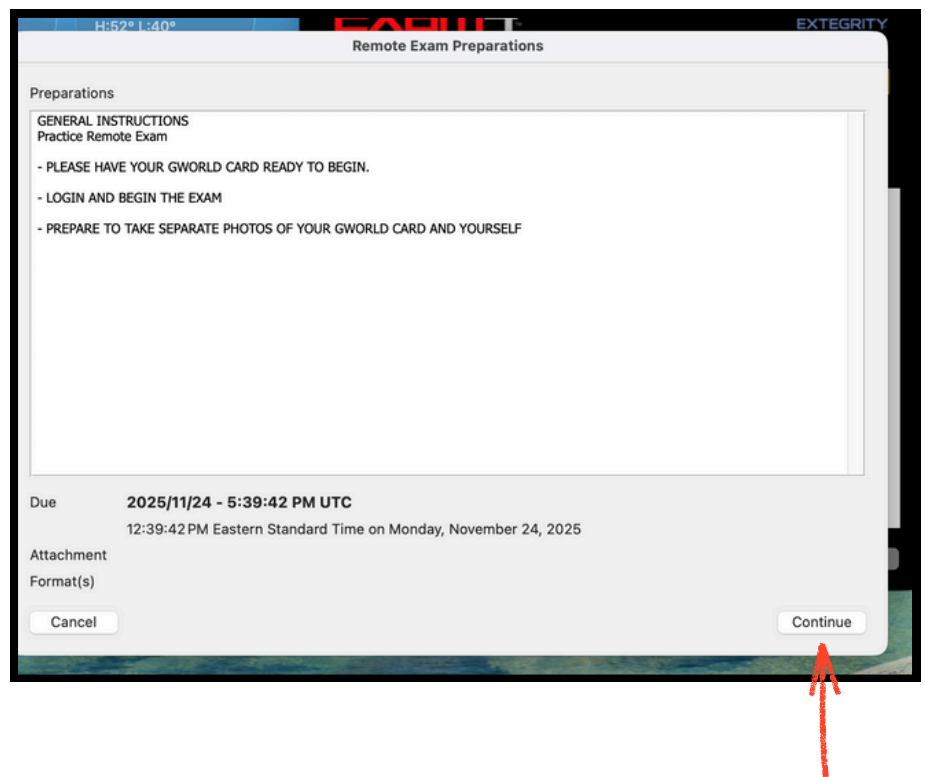 H:52° L:40°
EXTEGRITY
Remote Exam Preparations
Preparations
GENERAL INSTRUCTIONS
Practice Remote Exam
- PLEASE HAVE YOUR GWORLD CARD READY TO BEGIN.
- LOGIN AND BEGIN THE EXAM
- PREPARE TO TAKE SEPARATE PHOTOS OF YOUR GWORLD CARD AND YOURSELF
Due 2025/11/24 - 5:39:42 PM UTC
12:39:42 PM Eastern Standard Time on Monday, November 24, 2025
Attachment
Format(s)
Cancel Continue